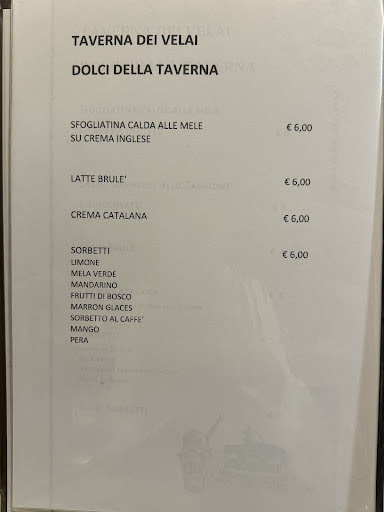 TAVERNA DEI VELAI
DOLCI DELLA TAVERNA
SFOGLIATINA CALDA ALLE MELE € 6,00
SU CREMA INGLESE
LATTE BRULE' € 6,00
CREMA CATALANA € 6,00
SORBETTI € 6,00
LIMONE
MELA VERDE
MANDARINO
FRUTTI DI BOSCO
MARRON GLACES
SORBETTO AL CAFFE'
MANGO
PERA